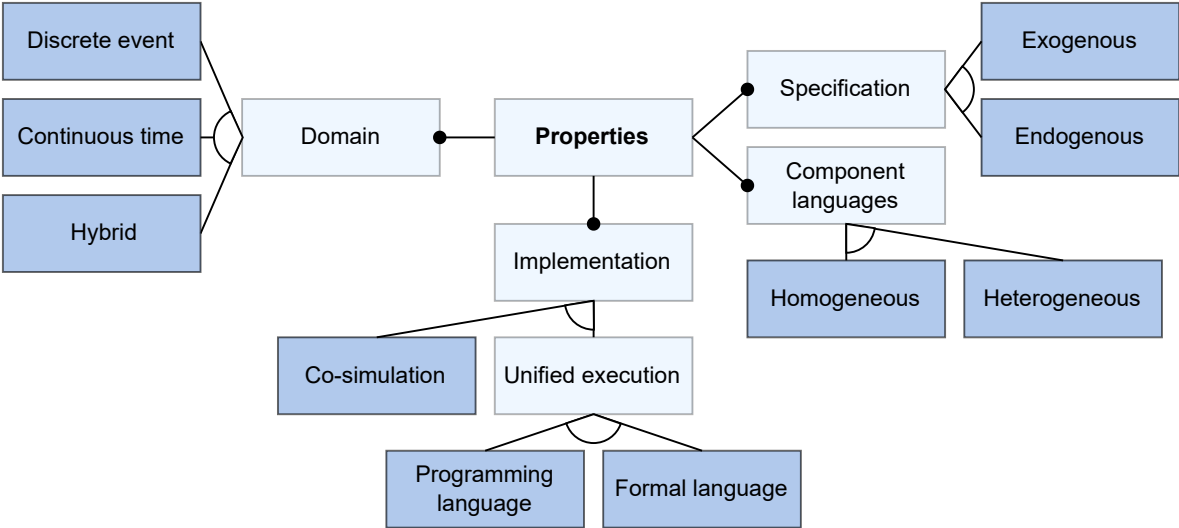 Discrete event
Continuous time
Hybrid
Domain
Properties
Specification
Exogenous
Endogenous
Component
languages
Homogeneous
Heterogeneous
Implementation
Co-simulation
Unified execution
Programming
language
Formal language